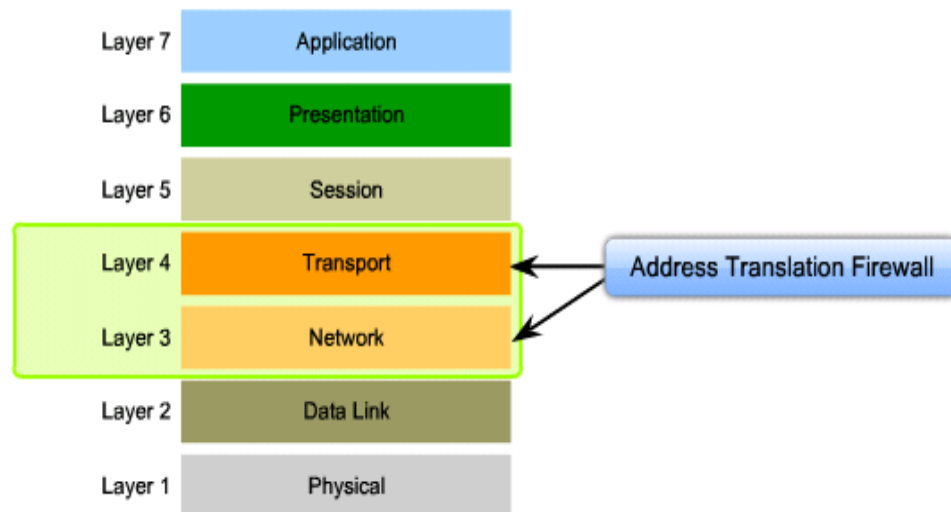 Layer 7 Application
Layer 6 Presentation
Layer 5 Session
Layer 4 Transport Address Translation Firewall
Layer 3 Network
Layer 2 Data Link
Layer 1 Physical